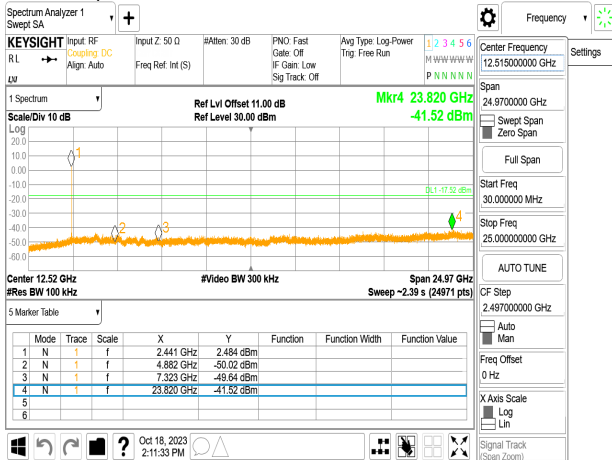 Spectrum Analyzer 1
Swept SA
+
Frequency
KEYSIGHT
Input: RF
Input Z: 50 Ω
#Atten: 30 dB
PNO: Fast
Avg Type: Log-Power
1 2 3 4 5 6
R L
Coupling: DC
Gate: Off
Trig: Free Run
M W W W W W
Align: Auto
Freq Ref: Int (S)
IF Gain: Low
Sig Track: Off
P N N N N N
LXI
1 Spectrum
Ref Lvl Offset 11.00 dB
Mkr4 23.820 GHz
Scale/Div 10 dB
Ref Level 30.00 dBm
-41.52 dBm
Log
20.0
10.0
0.00
-10.0
-20.0
-30.0
-40.0
-50.0
-60.0
1
2
3
4
DL1 -17.52 dBm
Center 12.52 GHz
#Video BW 300 kHz
Span 24.97 GHz
#Res BW 100 kHz
Sweep ~2.39 s (24971 pts)
5 Marker Table
Mode Trace Scale X Y Function Function Width Function Value
1 N 1 f 2.441 GHz 2.484 dBm
2 N 1 f 4.882 GHz -50.02 dBm
3 N 1 f 7.323 GHz -49.64 dBm
4 N 1 f 23.820 GHz -41.52 dBm
5
6
?
Oct 18, 2023
2:11:33 PM
Center Frequency
12.515000000 GHz
Settings
Span
24.9700000 GHz
Swept Span
Zero Span
Full Span
Start Freq
30.000000 MHz
Stop Freq
25.000000000 GHz
AUTO TUNE
CF Step
2.497000000 GHz
Auto
Man
Freq Offset
0 Hz
X Axis Scale
Log
Lin
Signal Track
(Span Zoom)